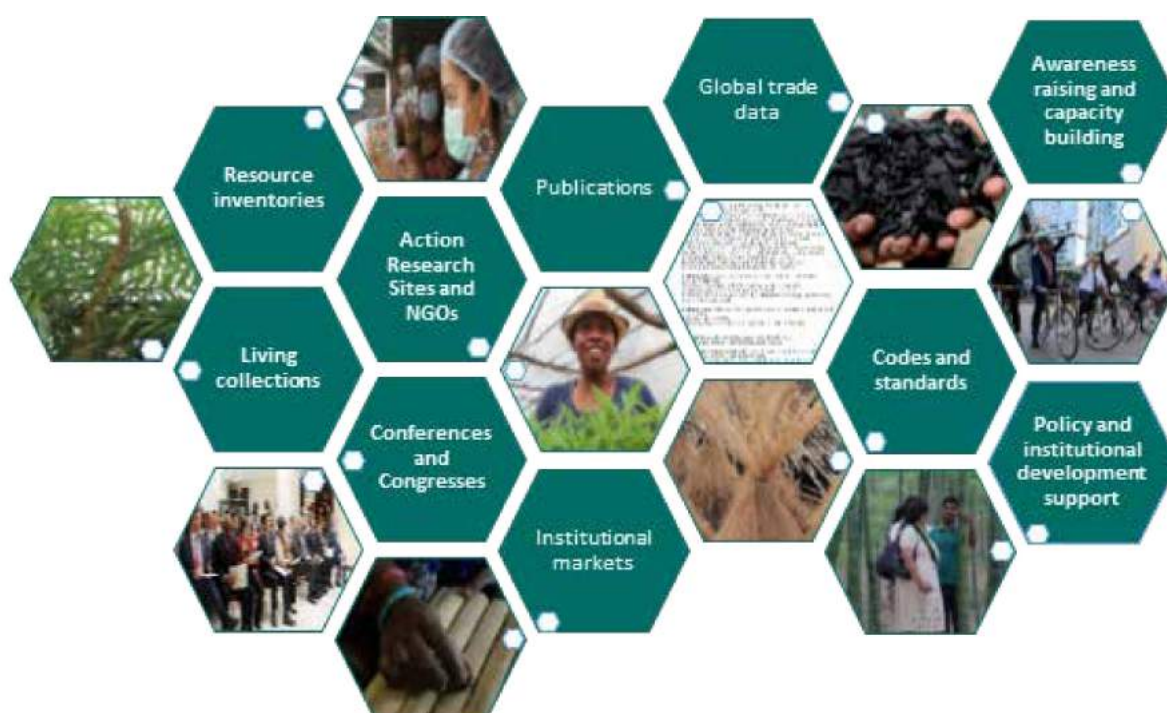 Resource
inventories
Living
collections
Action
Research
Sites and
NGOs
Conferences
and
Congresses
Publications
Institutional
markets
Global trade
data
Codes and
standards
Awareness
raising and
capacity
building
Policy and
institutional
development
support